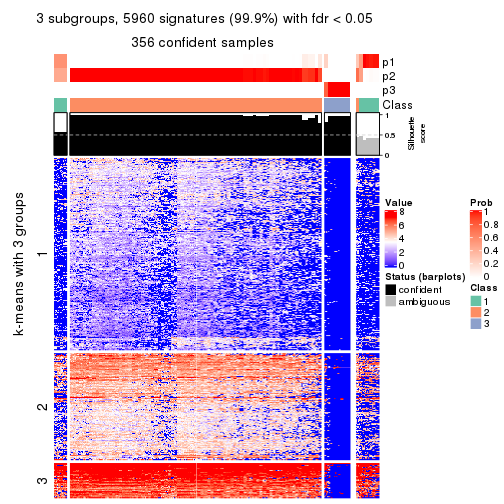 3 subgroups, 5960 signatures (99.9%) with fdr < 0.05
356 confident samples
p1
p2
p3
Class
1
0.5
0
Silhouette
score
k-means with 3 groups
1
2
3
Value
8
6
4
2
0
Status (barplots)
confident
ambiguous
Prob
1
0.8
0.6
0.4
0.2
0
Class
1
2
3